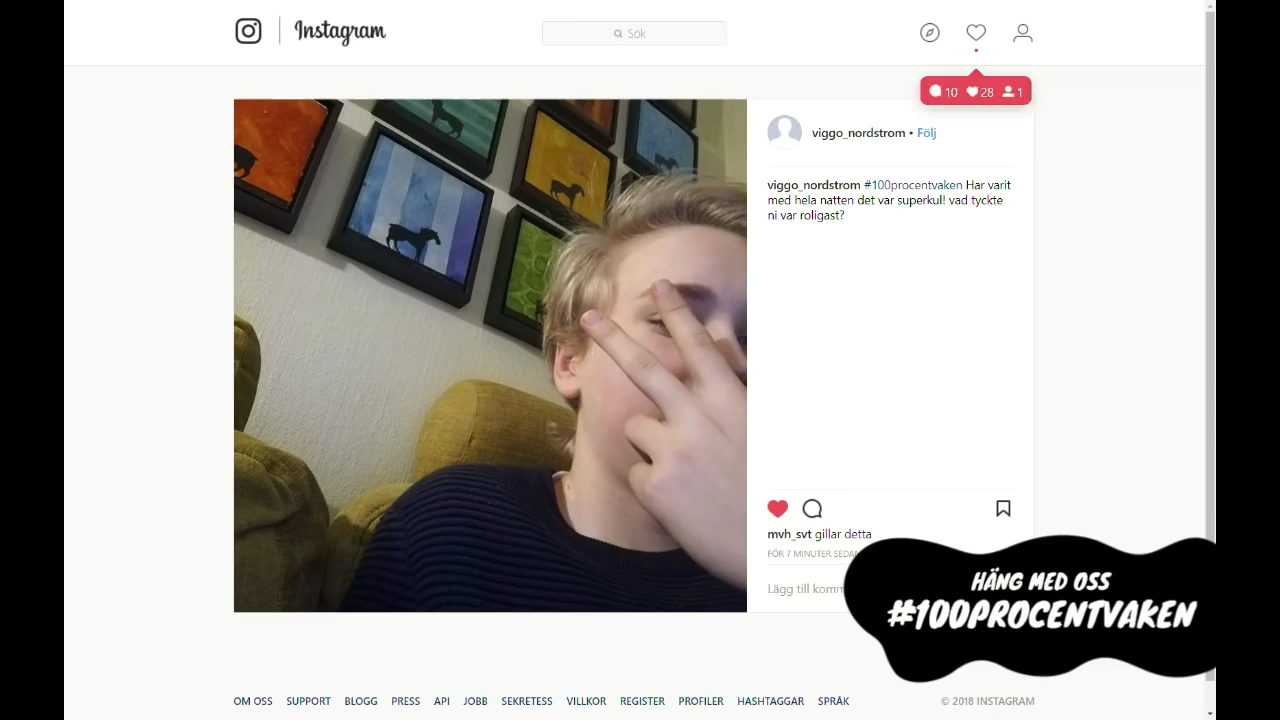 Instagram
Sök
10 28 1
viggo_nordstrom • Följ
viggo_nordstrom #100procentvaken Har varit
med hela natten det var superkul! vad tyckte
ni var roligast?
mvh_svt gillar detta
FÖR 7 MINUTER SEDAN
Lägg till komm
HÄNG MED OSS
#100PROCENTVAKEN
OM OSS SUPPORT BLOGG PRESS API JOBB SEKRETESS VILLKOR REGISTER PROFILER HASHTAGGAR SPRÅK © 2018 INSTAGRAM